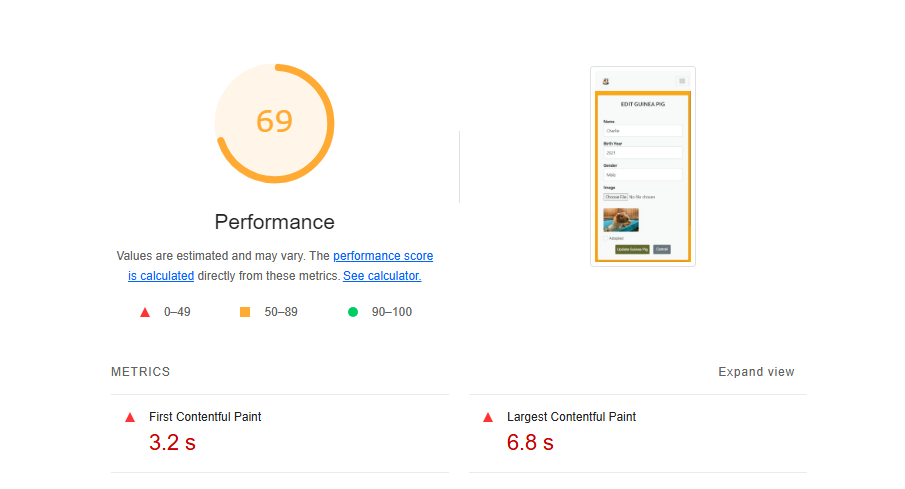 69
Performance
Values are estimated and may vary. The performance score
is calculated directly from these metrics. See calculator.
0–49
50–89
90–100
EDIT GUINEA PIG
Name
Charlie
Birth Year
2021
Gender
Male
Image
Choose File No file chosen
Adopted
Update Guinea Pig
Cancel
METRICS
Expand view
First Contentful Paint
3.2 s
Largest Contentful Paint
6.8 s